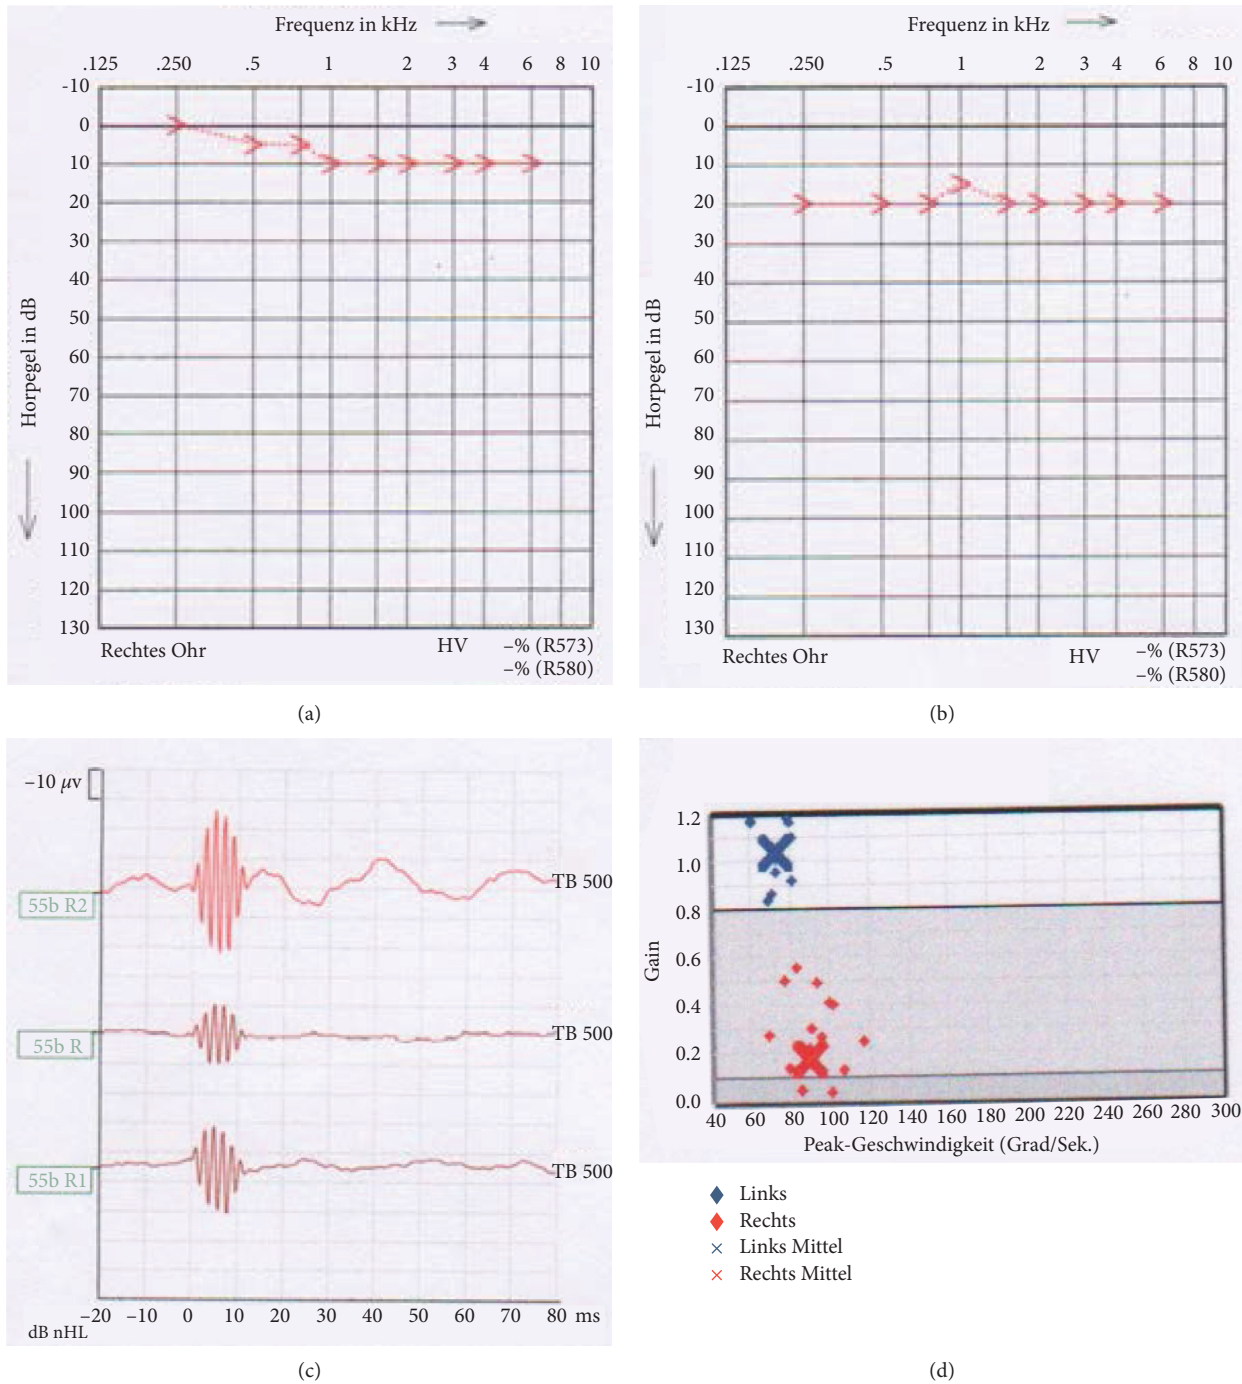 Frequenz in kHz
.125 .250 .5 1 2 3 4 6 8 10
-10
0
10
20
30
40
50
60
70
80
90
100
110
120
130
Horpegel in dB
Rechtes Ohr
HV
–% (R573)
–% (R580)
(a)
Frequenz in kHz
.125 .250 .5 1 2 3 4 6 8 10
-10
0
10
20
30
40
50
60
70
80
90
100
110
120
130
Horpegel in dB
Rechtes Ohr
HV
–% (R573)
–% (R580)
(b)
–10 μv
55b R2
TB 500
55b R
TB 500
55b R1
TB 500
–20 –10 0 10 20 30 40 50 60 70 80 ms
dB nHL
(c)
1.2
1.0
0.8
0.6
0.4
0.2
0.0
Gain
40 60 80 100 120 140 160 180 200 220 240 260 280 300
Peak-Geschwindigkeit (Grad/Sek.)
Links
Rechts
Links Mittel
Rechts Mittel
(d)